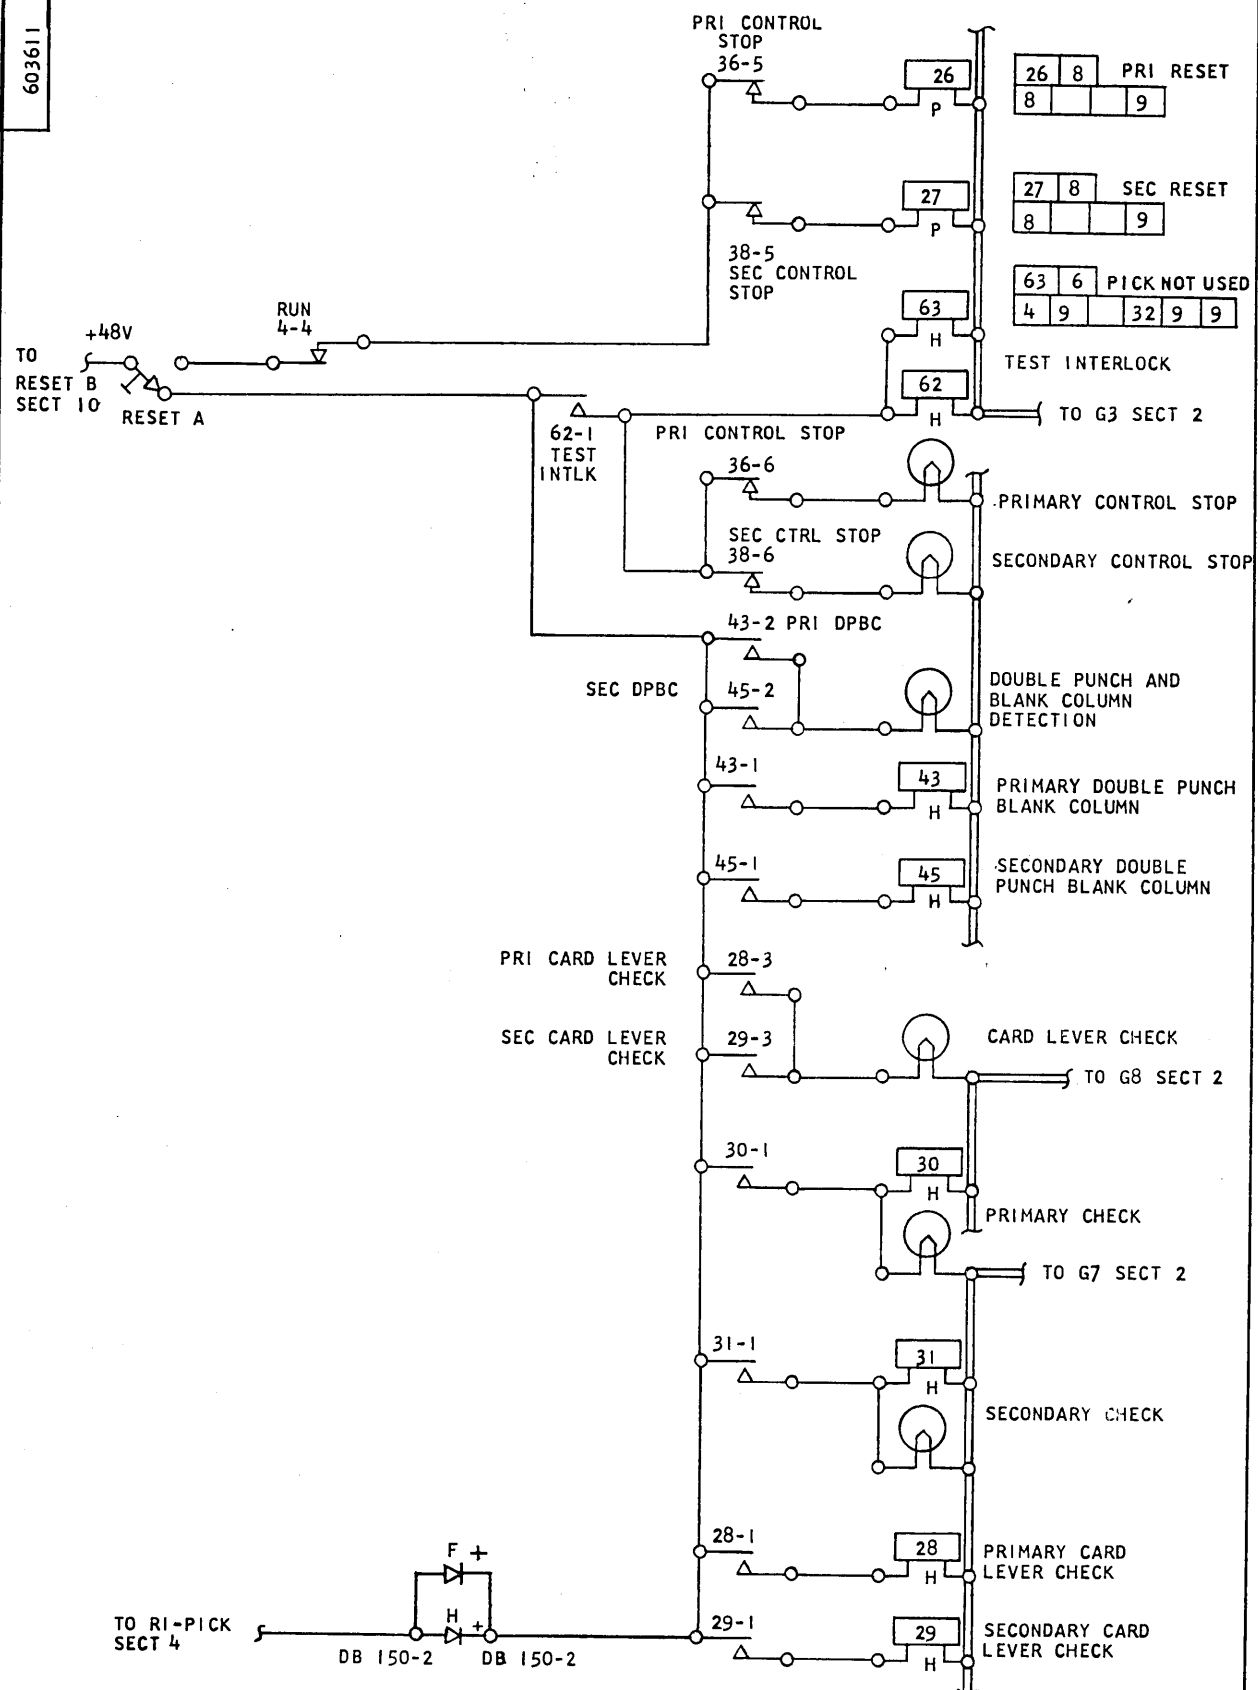 603611
PRI CONTROL
STOP
36-5
26
P
26 8 PRI RESET
8 9
27
P
27 8 SEC RESET
8 9
38-5
SEC CONTROL
STOP
63
H
63 6 PICK NOT USED
4 9 32 9 9
RUN
4-4
+48V
TO
RESET B
SECT 10
RESET A
TEST INTERLOCK
62
H
TO G3 SECT 2
62-1
TEST
INTLK
PRI CONTROL STOP
36-6
PRIMARY CONTROL STOP
SEC CTRL STOP
38-6
SECONDARY CONTROL STOP
43-2 PRI DPBC
SEC DPBC
45-2
DOUBLE PUNCH AND
BLANK COLUMN
DETECTION
43-1
43
H
PRIMARY DOUBLE PUNCH
BLANK COLUMN
45-1
45
H
SECONDARY DOUBLE
PUNCH BLANK COLUMN
PRI CARD LEVER
CHECK
28-3
SEC CARD LEVER
CHECK
29-3
CARD LEVER CHECK
TO G8 SECT 2
30-1
30
H
PRIMARY CHECK
TO G7 SECT 2
31-1
31
H
SECONDARY CHECK
28-1
28
H
PRIMARY CARD
LEVER CHECK
F +
H +
TO RI-PICK
SECT 4
DB 150-2 DB 150-2
29-1
29
H
SECONDARY CARD
LEVER CHECK